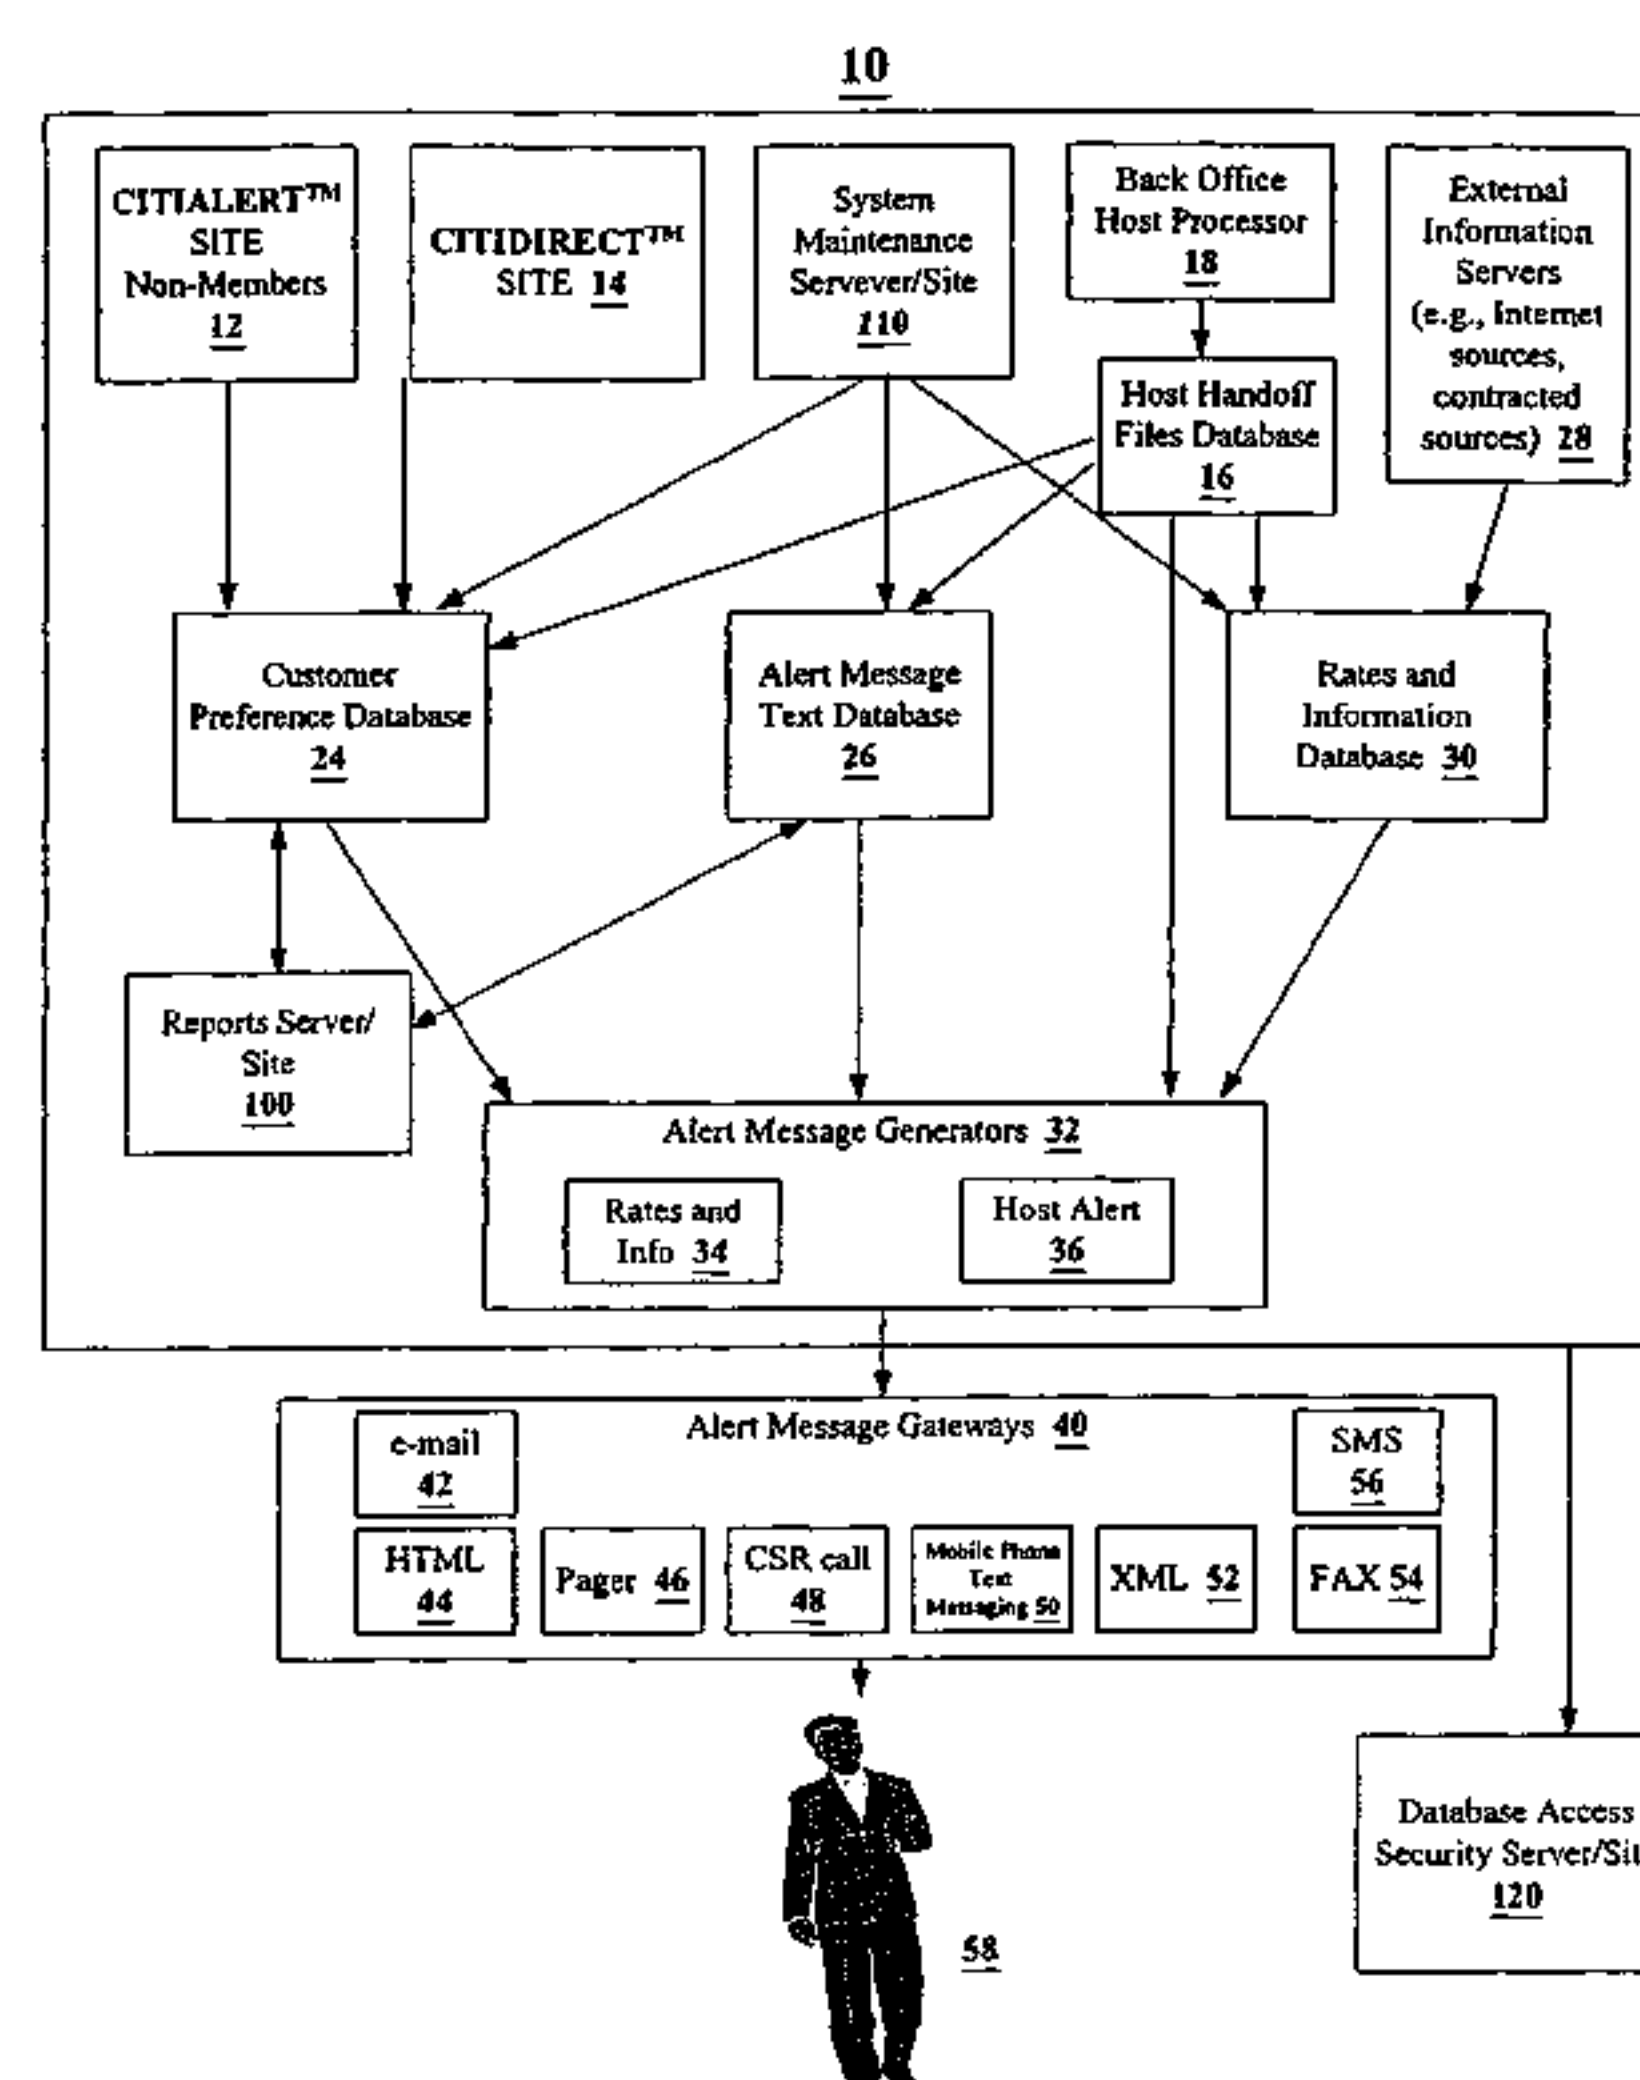 10
CITIALERT™
SITE
Non-Members
12
CITIDIRECT™
SITE 14
System
Maintenance
Servever/Site
110
Back Office
Host Processor
18
External
Information
Servers
(e.g., Internet
sources,
contracted
sources) 28
Host Handoff
Files Database
16
Customer
Preference Database
24
Alert Message
Text Database
26
Rates and
Information
Database 30
Reports Server/
Site
100
Alert Message Generators 32
Rates and
Info 34
Host Alert
36
Alert Message Gateways 40
e-mail
42
SMS
56
HTML
44
Pager 46
CSR call
48
Mobile Phone
Text
Messaging 50
XML 52
FAX 54
Database Access
Security Server/Sit
120
58